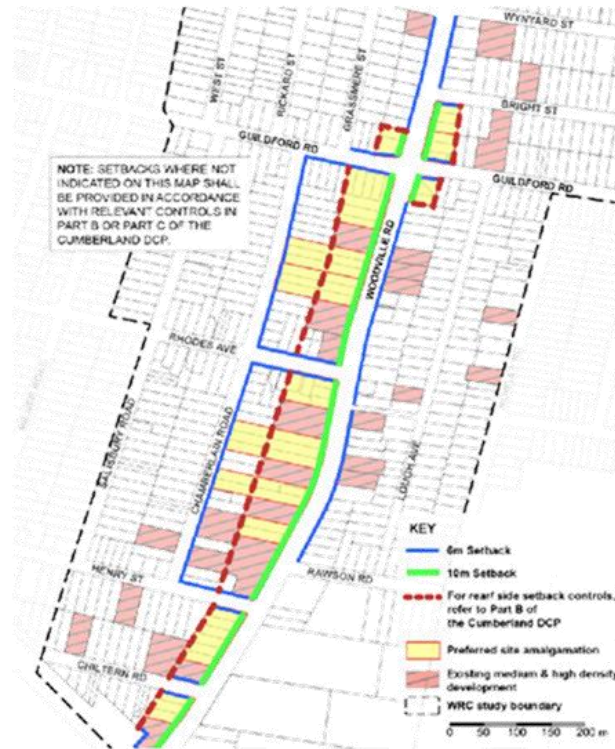 WYNYARD ST
BRIGHT ST
WEST ST
RICKARD ST
GRASSMERE ST
GUILDFORD RD
GUILDFORD RD
NOTE: SETBACKS WHERE NOT
INDICATED ON THIS MAP SHALL
BE PROVIDED IN ACCORDANCE
WITH RELEVANT CONTROLS IN
PART B OR PART C OF THE
CUMBERLAND DCP.
WOODVILLE RD
RHODES AVE
SALISBURY ROAD
CHAMBERLAIN ROAD
LOUCH AVE
RAWSON RD
HENRY ST
CHILTERN RD
KEY
6m Setback
10m Setback
For rear/ side setback controls,
refer to Part B of
the Cumberland DCP
Preferred site amalgamation
Existing medium & high density
development
WRC study boundary
0 50 100 150 200 m